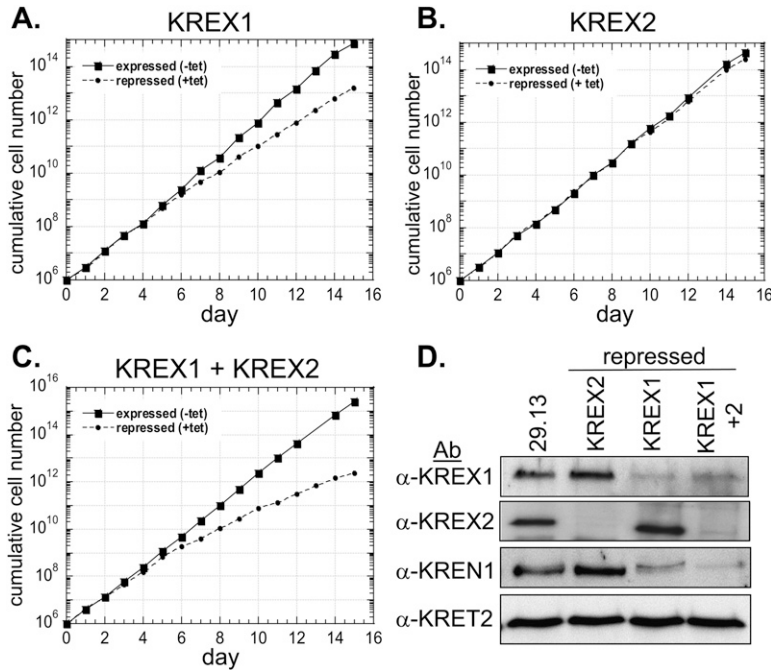 A.
KREX1
expressed (-tet)
repressed (+tet)
cumulative cell number
10^14
10^12
10^10
10^8
10^6
0 2 4 6 8 10 12 14 16
day
B.
KREX2
expressed (-tet)
repressed (+ tet)
cumulative cell number
10^14
10^12
10^10
10^8
10^6
0 2 4 6 8 10 12 14 16
day
C.
KREX1 + KREX2
expressed (-tet)
repressed (+tet)
cumulative cell number
10^16
10^14
10^12
10^10
10^8
10^6
0 2 4 6 8 10 12 14 16
day
D.
repressed
29.13
KREX2
KREX1
KREX1
+2
Ab
α-KREX1
α-KREX2
α-KREN1
α-KRET2